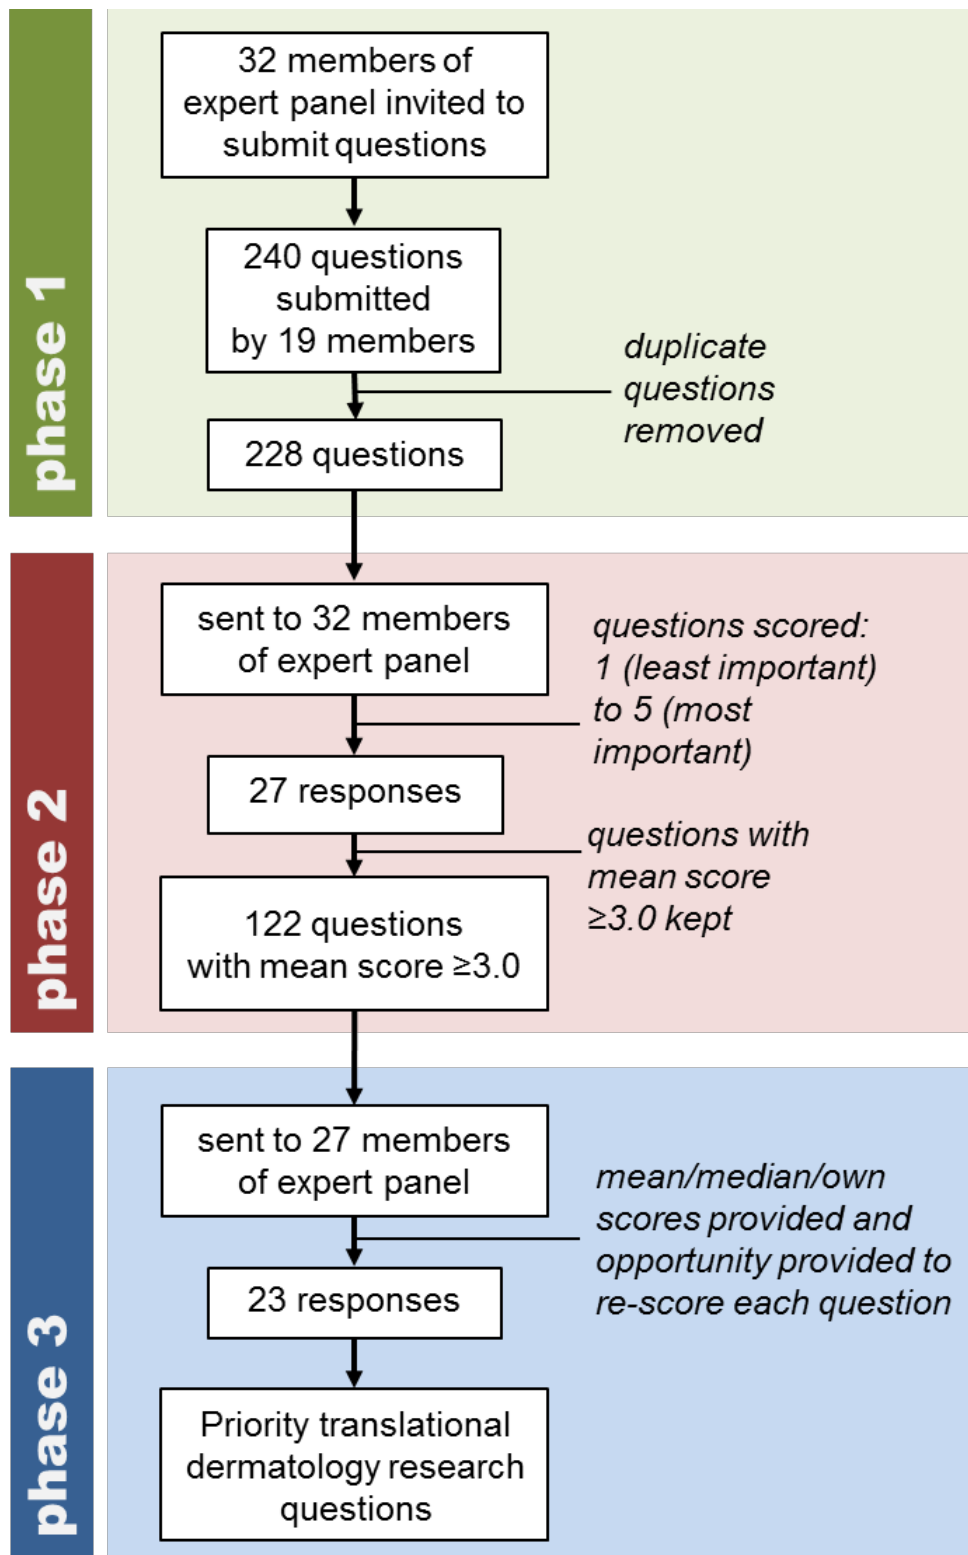 phase 1
32 members of
expert panel invited to
submit questions
240 questions
submitted
by 19 members
duplicate
questions
removed
228 questions
phase 2
sent to 32 members
of expert panel
questions scored:
1 (least important)
to 5 (most
important)
27 responses
questions with
mean score
≥3.0 kept
122 questions
with mean score ≥3.0
phase 3
sent to 27 members
of expert panel
mean/median/own
scores provided and
opportunity provided to
re-score each question
23 responses
Priority translational
dermatology research
questions